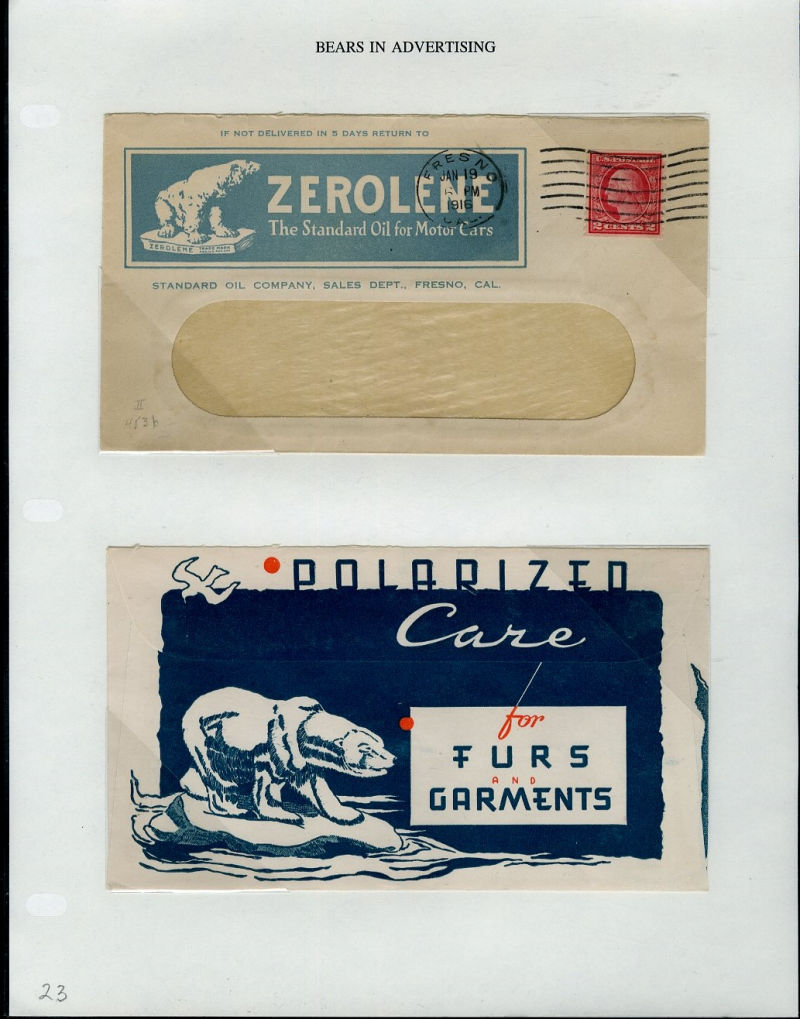 BEARS IN ADVERTISING
IF NOT DELIVERED IN 5 DAYS RETURN TO
ZEROLENE
The Standard Oil for Motor Cars
ZEROLENE TRADE MARK
STANDARD OIL COMPANY, SALES DEPT., FRESNO, CAL.
FRESNO
JAN 19
PM
1916
CAL.
2 CENTS 2
II
453b
POLARIZED
Care
for
FURS
AND
GARMENTS
23